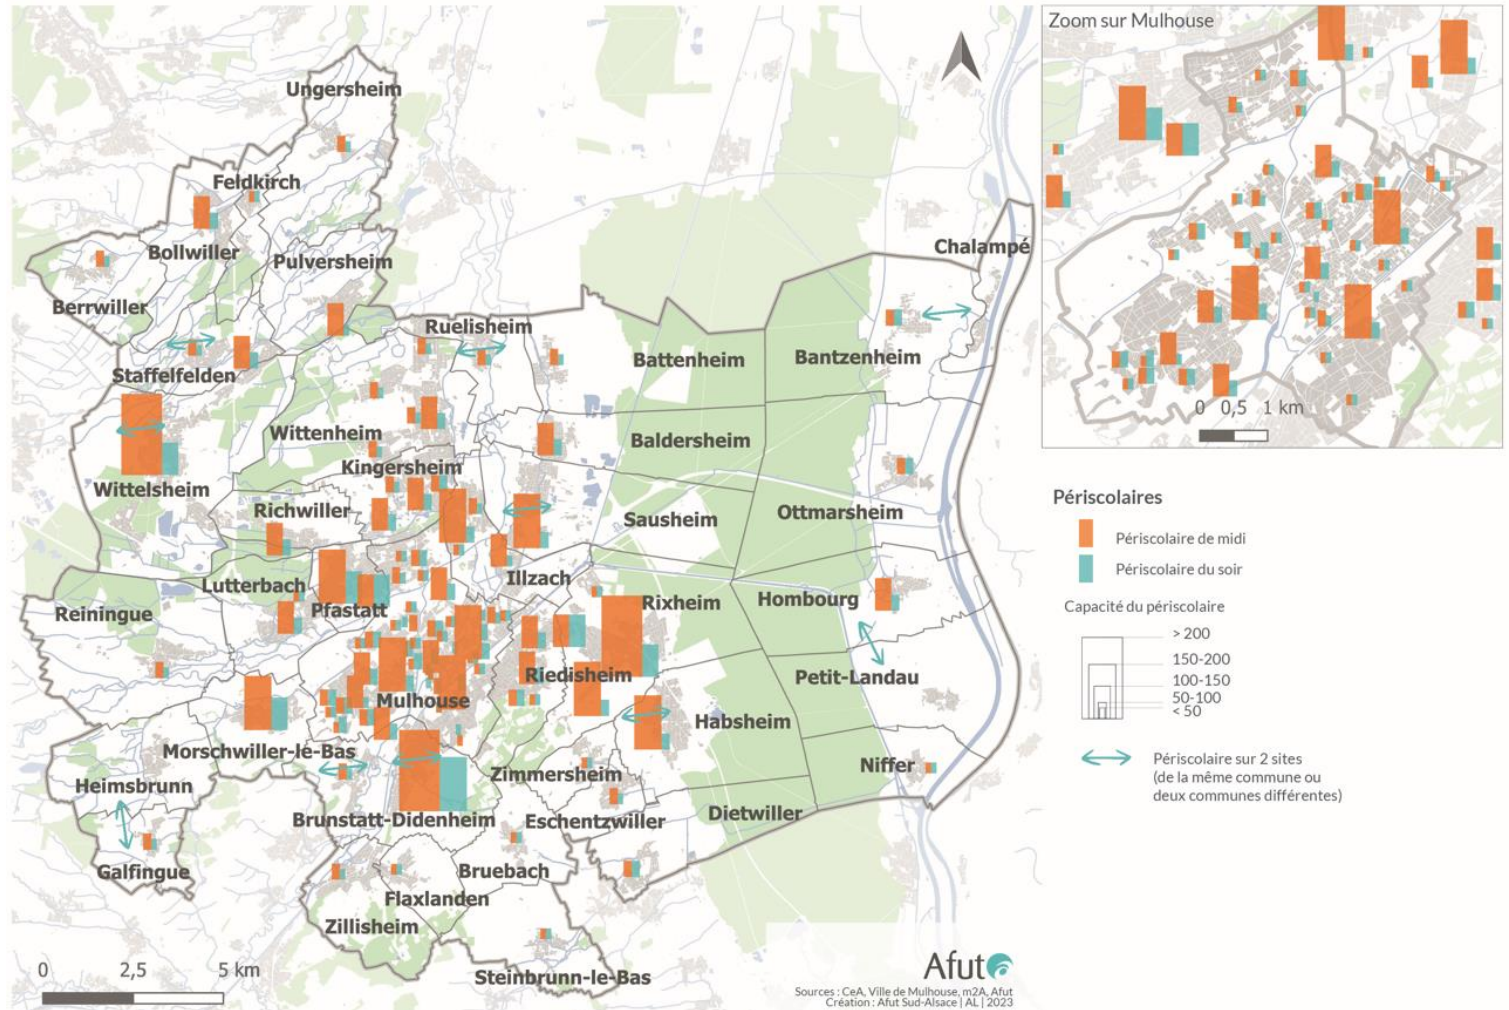 Zoom sur Mulhouse
Ungersheim
Feldkirch
Bollwiller
Pulversheim
Chalampé
Berrwiller
Ruelisheim
Battenheim
Bantzenheim
Staffelfelden
Wittenheim
Baldersheim
Kingersheim
Wittelsheim
Richwiller
Sausheim
Ottmarsheim
Illzach
Lutterbach
Pfastatt
Rixheim
Hombourg
Reiningue
Riedisheim
Petit-Landau
Mulhouse
Habsheim
Morschwiller-le-Bas
Zimmersheim
Niffer
Heimsbrunn
Brunstatt-Didenheim
Eschentzwiller
Dietwiller
Galfingue
Bruebach
Flaxlanden
Zillisheim
Steinbrunn-le-Bas
0 2,5 5 km
Afut
Sources : CeA, Ville de Mulhouse, m2A, Afut
Création : Afut Sud-Alsace | AL | 2023
0 0,5 1 km
Périscolaires
Périscolaire de midi
Périscolaire du soir
Capacité du périscolaire
> 200
150-200
100-150
50-100
< 50
Périscolaire sur 2 sites
(de la même commune ou
deux communes différentes)